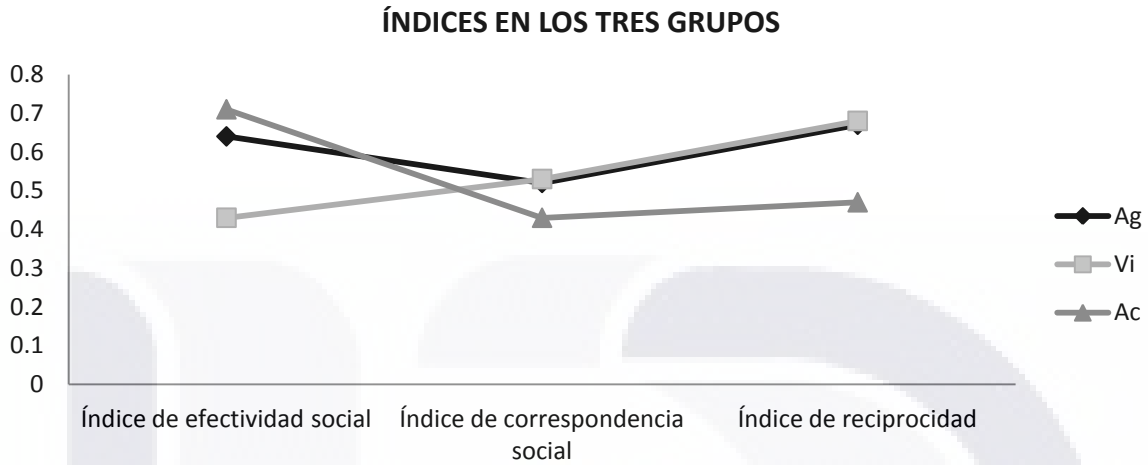 ÍNDICES EN LOS TRES GRUPOS
0.8
0.7
0.6
0.5
0.4
0.3
0.2
0.1
0
Índice de efectividad social
Índice de correspondencia
social
Índice de reciprocidad
Ag
Vi
Ac